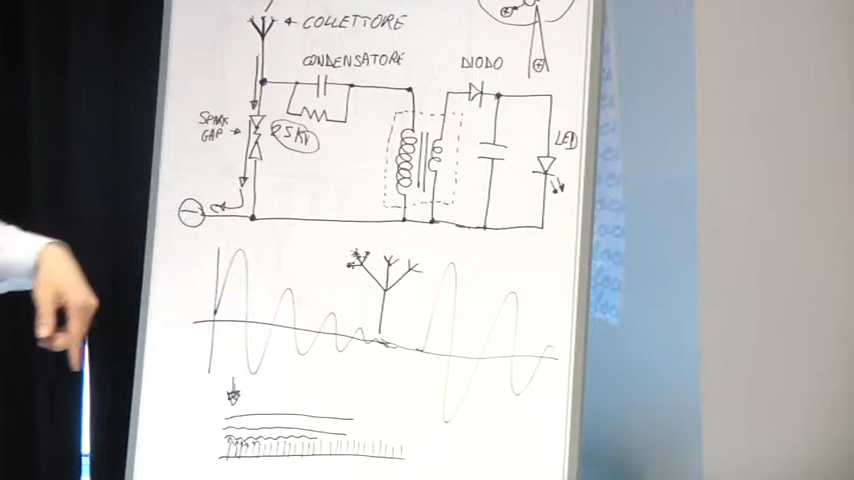 COLLETTORE
CONDENSATORE
DIODO
SPARK
GAP
25KV
LED